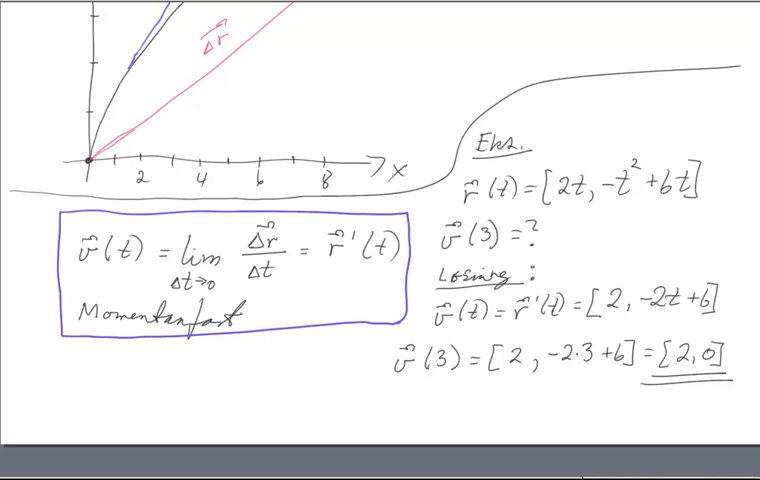 Δr⃗
2 4 6 8 x
v⃗(t) = lim Δt→0 Δr⃗/Δt = r⃗'(t)
Momentanfart
Eks.
r⃗(t) = [2t, -t² + 6t]
v⃗(3) = ?
Løsning:
v⃗(t) = r⃗'(t) = [2, -2t + 6]
v⃗(3) = [2, -2·3 + 6] = [2, 0]